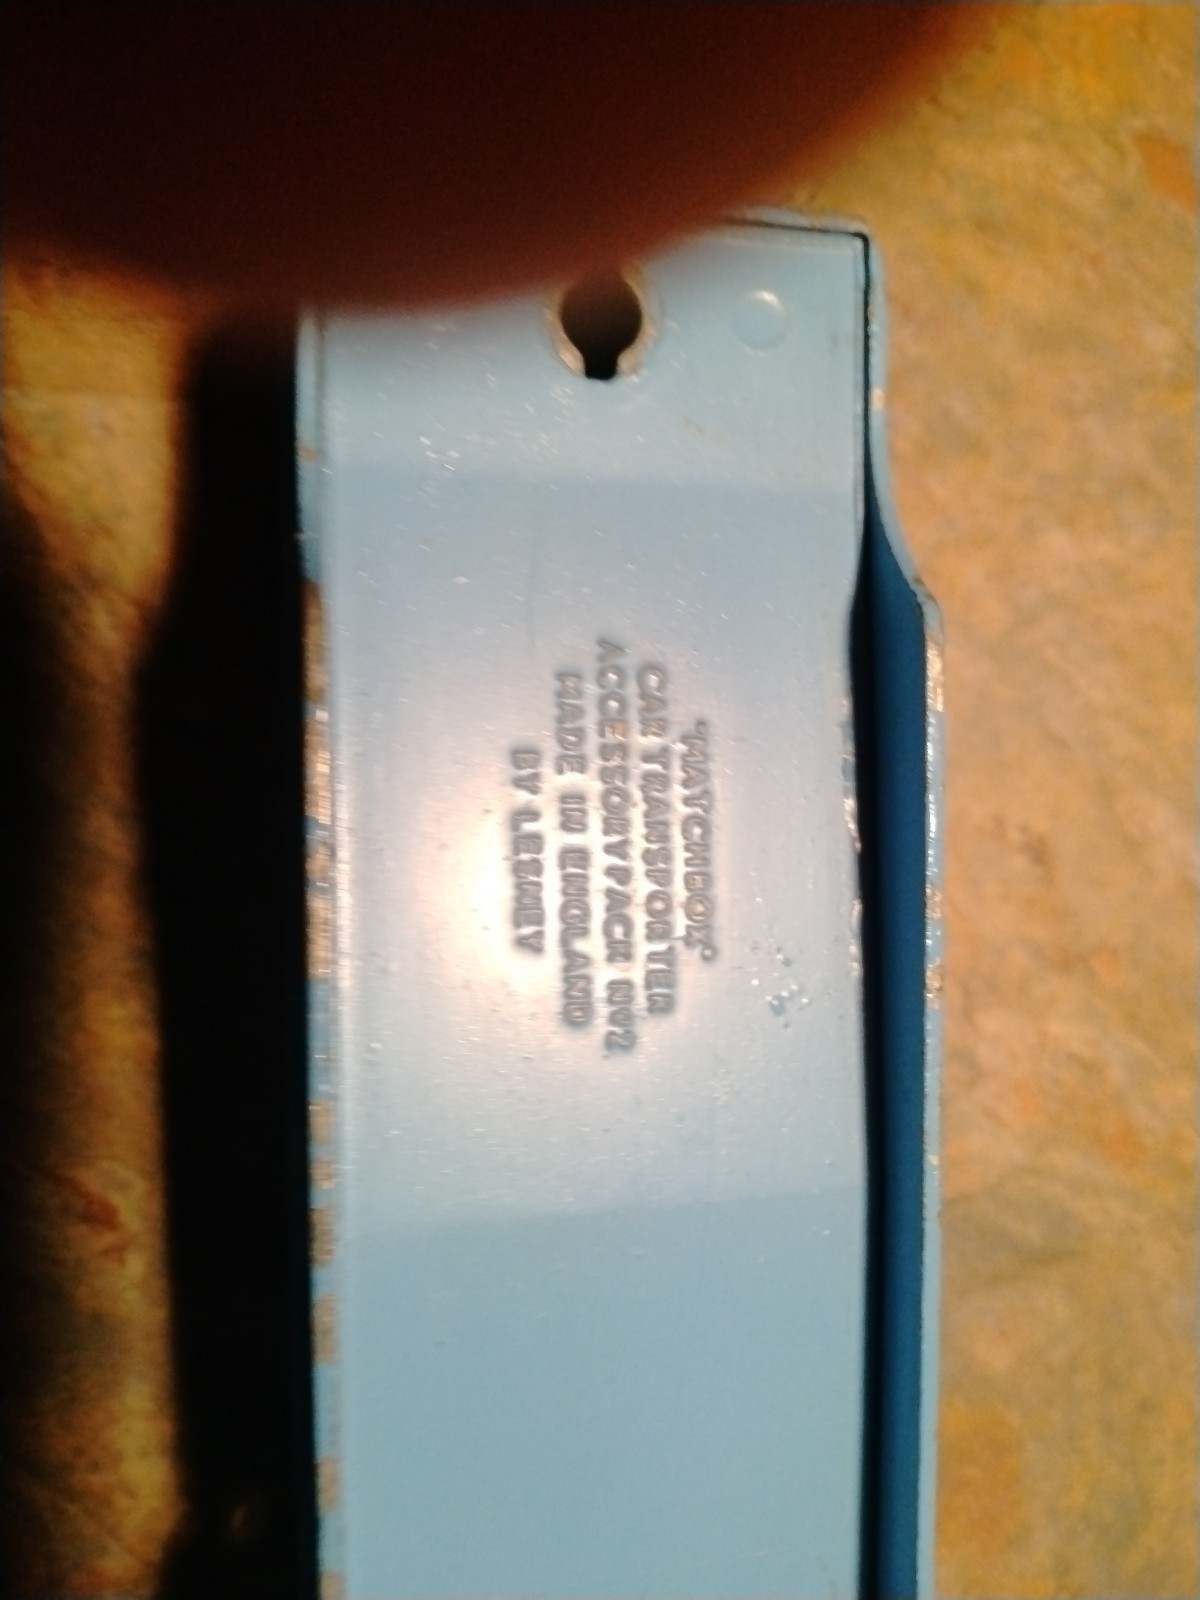 "MATCHBOX"
CAR TRANSPORTER
ACCESSORY PACK Nº2
MADE IN ENGLAND
BY LESNEY